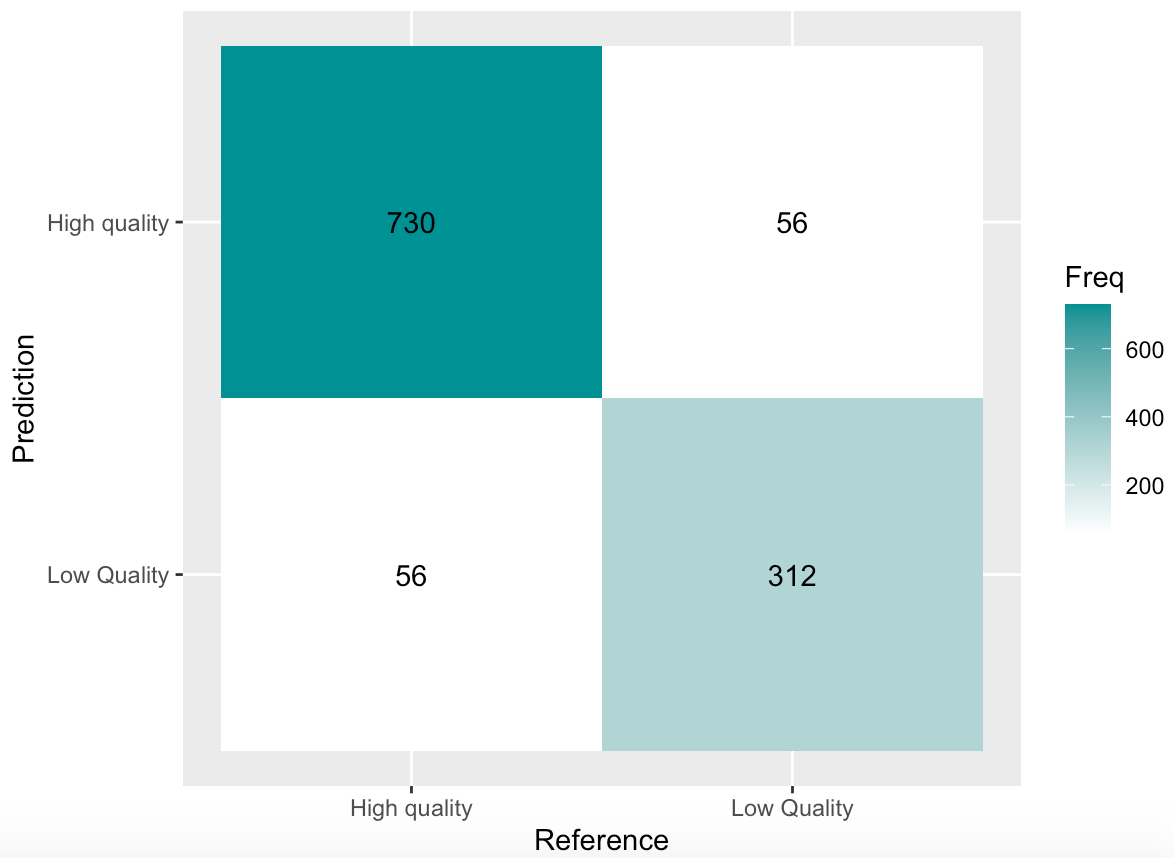 High quality
730
56
Low Quality
56
312
Prediction
High quality
Low Quality
Reference
Freq
600
400
200